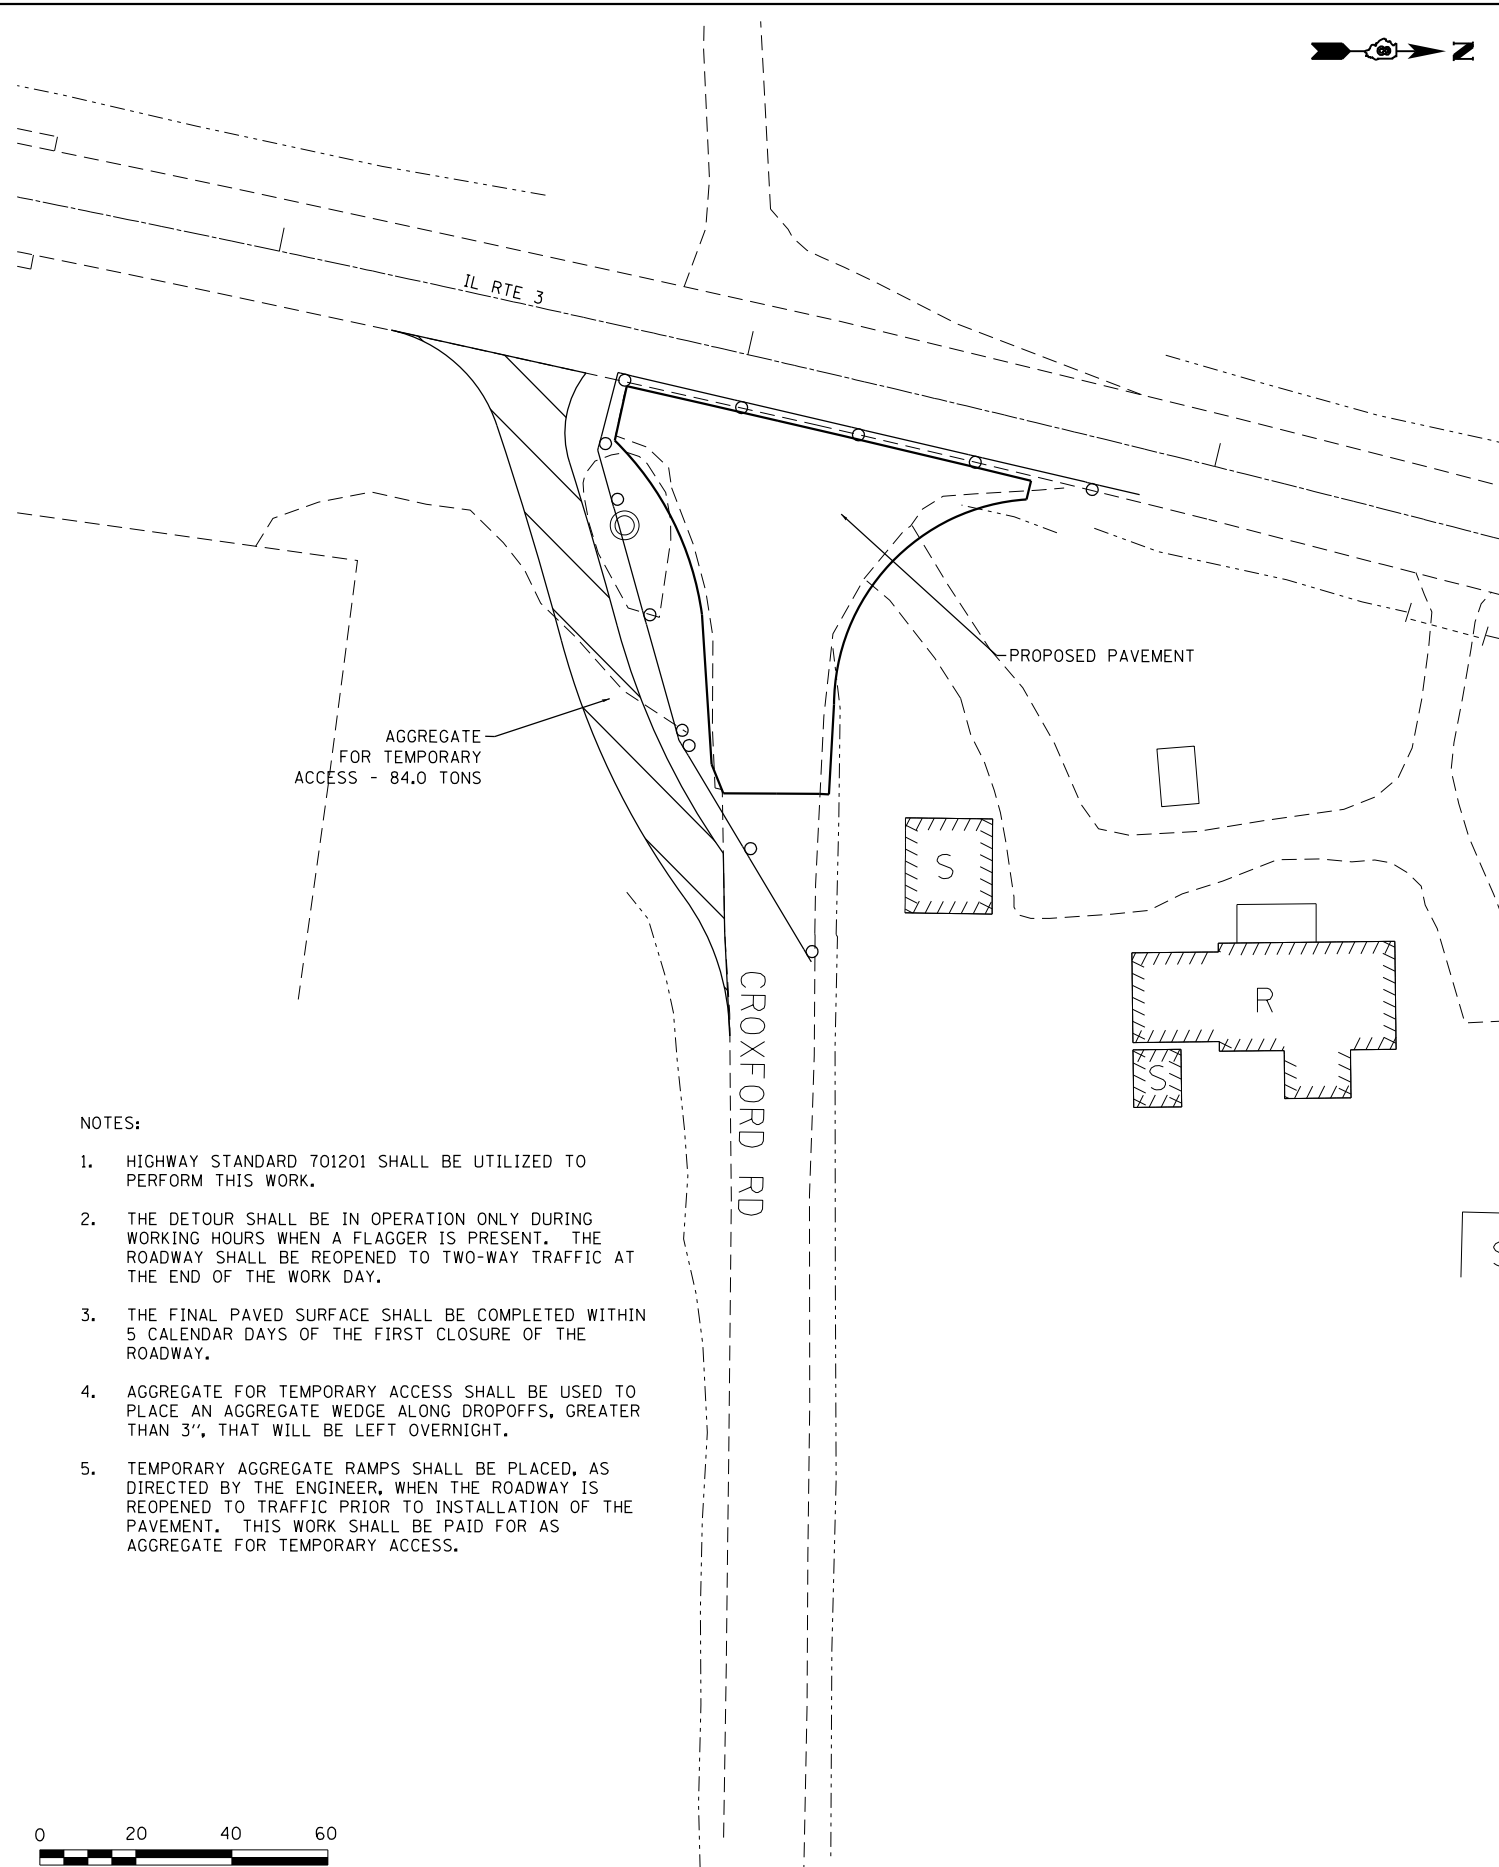 N
IL RTE 3
PROPOSED PAVEMENT
AGGREGATE
FOR TEMPORARY
ACCESS - 84.0 TONS
S
R
S
S
CROXFORD RD
NOTES:
1. HIGHWAY STANDARD 701201 SHALL BE UTILIZED TO
PERFORM THIS WORK.
2. THE DETOUR SHALL BE IN OPERATION ONLY DURING
WORKING HOURS WHEN A FLAGGER IS PRESENT. THE
ROADWAY SHALL BE REOPENED TO TWO-WAY TRAFFIC AT
THE END OF THE WORK DAY.
3. THE FINAL PAVED SURFACE SHALL BE COMPLETED WITHIN
5 CALENDAR DAYS OF THE FIRST CLOSURE OF THE
ROADWAY.
4. AGGREGATE FOR TEMPORARY ACCESS SHALL BE USED TO
PLACE AN AGGREGATE WEDGE ALONG DROPOFFS, GREATER
THAN 3'', THAT WILL BE LEFT OVERNIGHT.
5. TEMPORARY AGGREGATE RAMPS SHALL BE PLACED, AS
DIRECTED BY THE ENGINEER, WHEN THE ROADWAY IS
REOPENED TO TRAFFIC PRIOR TO INSTALLATION OF THE
PAVEMENT. THIS WORK SHALL BE PAID FOR AS
AGGREGATE FOR TEMPORARY ACCESS.
0 20 40 60